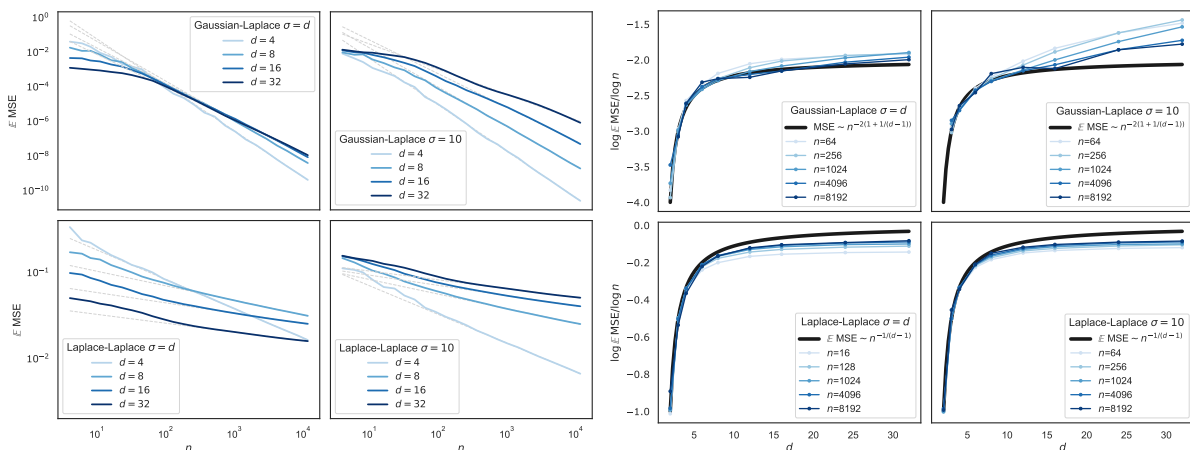 10^0
10^-2
10^-4
10^-6
10^-8
10^-10
𝔼 MSE
Gaussian-Laplace σ = d
d = 4
d = 8
d = 16
d = 32
Gaussian-Laplace σ = 10
d = 4
d = 8
d = 16
d = 32
10^-1
10^-2
𝔼 MSE
Laplace-Laplace σ = d
d = 4
d = 8
d = 16
d = 32
10^1 10^2 10^3 10^4
n
Laplace-Laplace σ = 10
d = 4
d = 8
d = 16
d = 32
10^1 10^2 10^3 10^4
n
−1.5
−2.0
−2.5
−3.0
−3.5
−4.0
log 𝔼 MSE/log n
Gaussian-Laplace σ = d
𝔼 MSE ~ n^-2(1+1/(d−1))
n=64
n=256
n=1024
n=4096
n=8192
Gaussian-Laplace σ = 10
𝔼 MSE ~ n^-2(1+1/(d−1))
n=64
n=256
n=1024
n=4096
n=8192
0.0
−0.2
−0.4
−0.6
−0.8
−1.0
log 𝔼 MSE/log n
Laplace-Laplace σ = d
𝔼 MSE ~ n^-1/(d−1)
n=16
n=128
n=1024
n=4096
n=8192
5 10 15 20 25 30
d
Laplace-Laplace σ = 10
𝔼 MSE ~ n^-1/(d−1)
n=64
n=256
n=1024
n=4096
n=8192
5 10 15 20 25 30
d